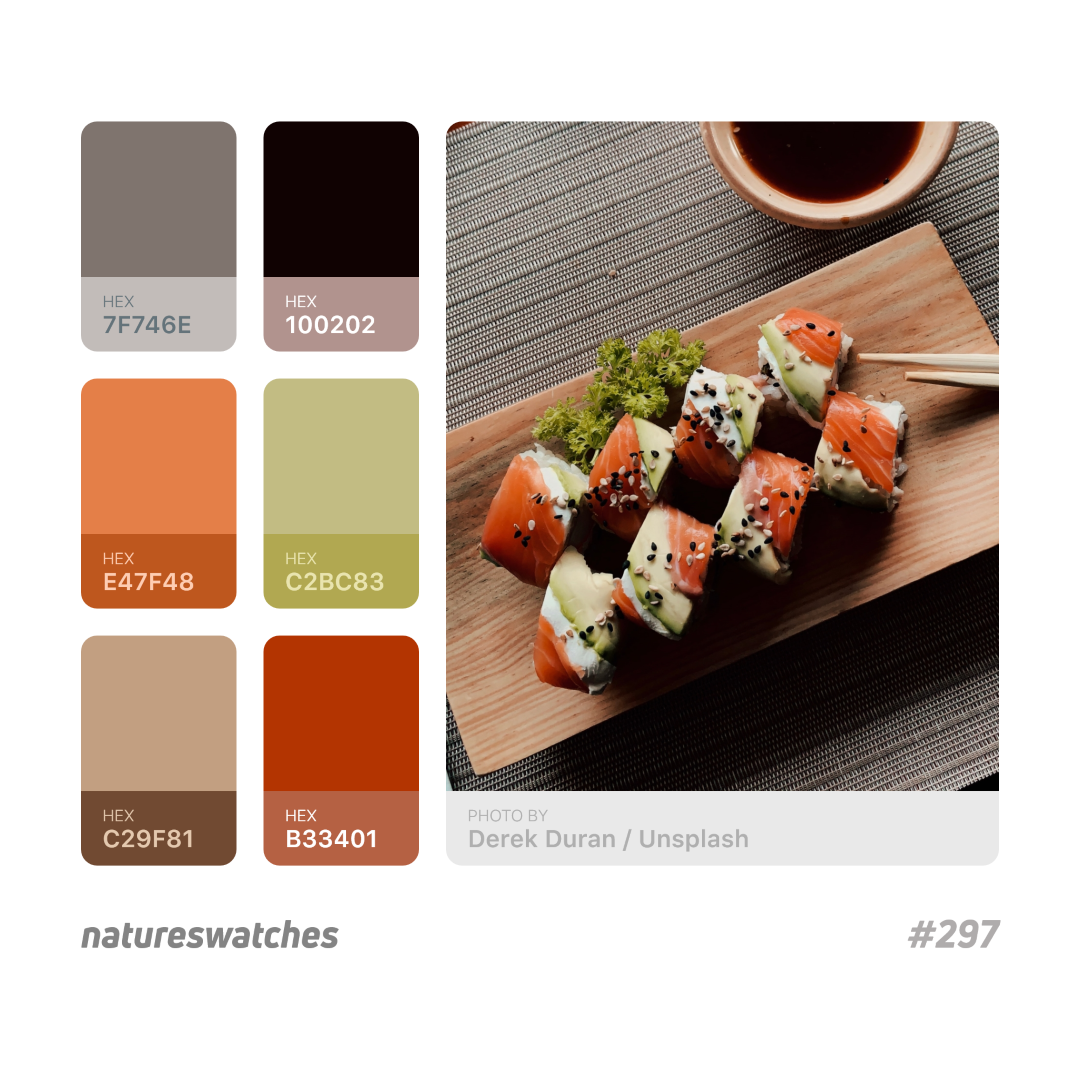 HEX
7F746E
HEX
100202
HEX
E47F48
HEX
C2BC83
HEX
C29F81
HEX
B33401
PHOTO BY
Derek Duran / Unsplash
natureswatches
#297